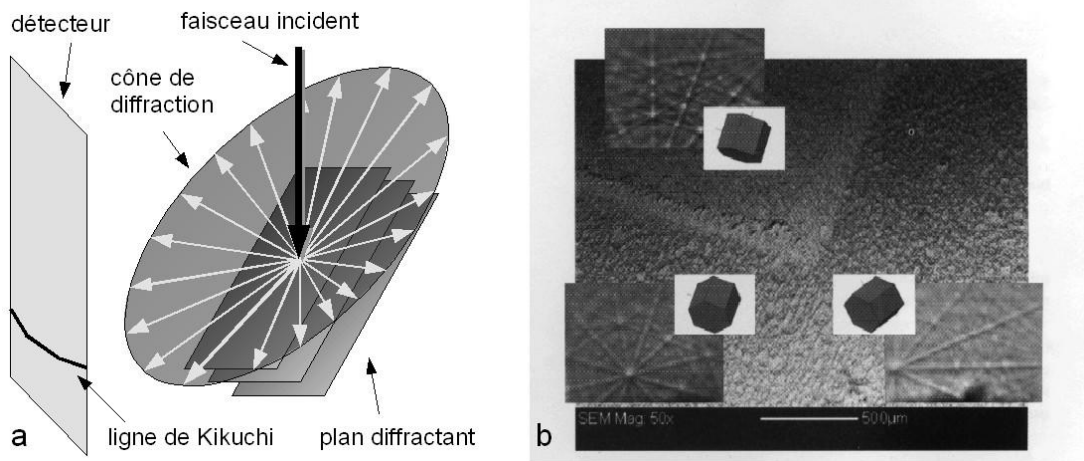 détecteur
faisceau incident
cône de
diffraction
a
ligne de Kikuchi
plan diffractant
SEM Mag: 50x
500µm
b